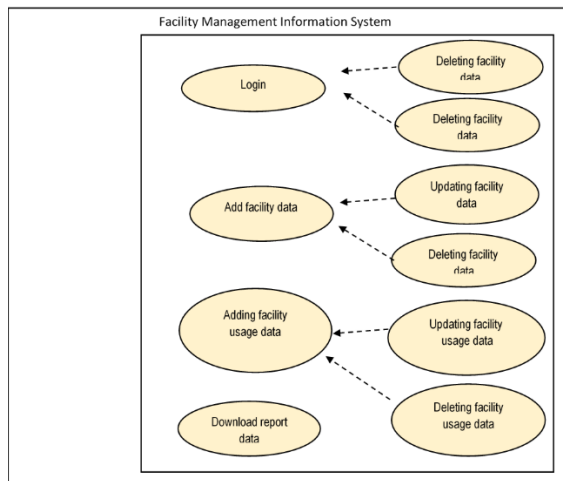 Facility Management Information System
Login
Deleting facility
data
Deleting facility
data
Add facility data
Updating facility
data
Deleting facility
data
Adding facility
usage data
Updating facility
usage data
Download report
data
Deleting facility
usage data